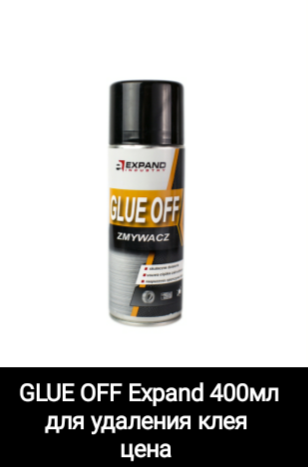 EXPAND
INDUSTRY
GLUE OFF
ZMYWACZ
GLUE OFF Expand 400мл
для удаления клея
цена